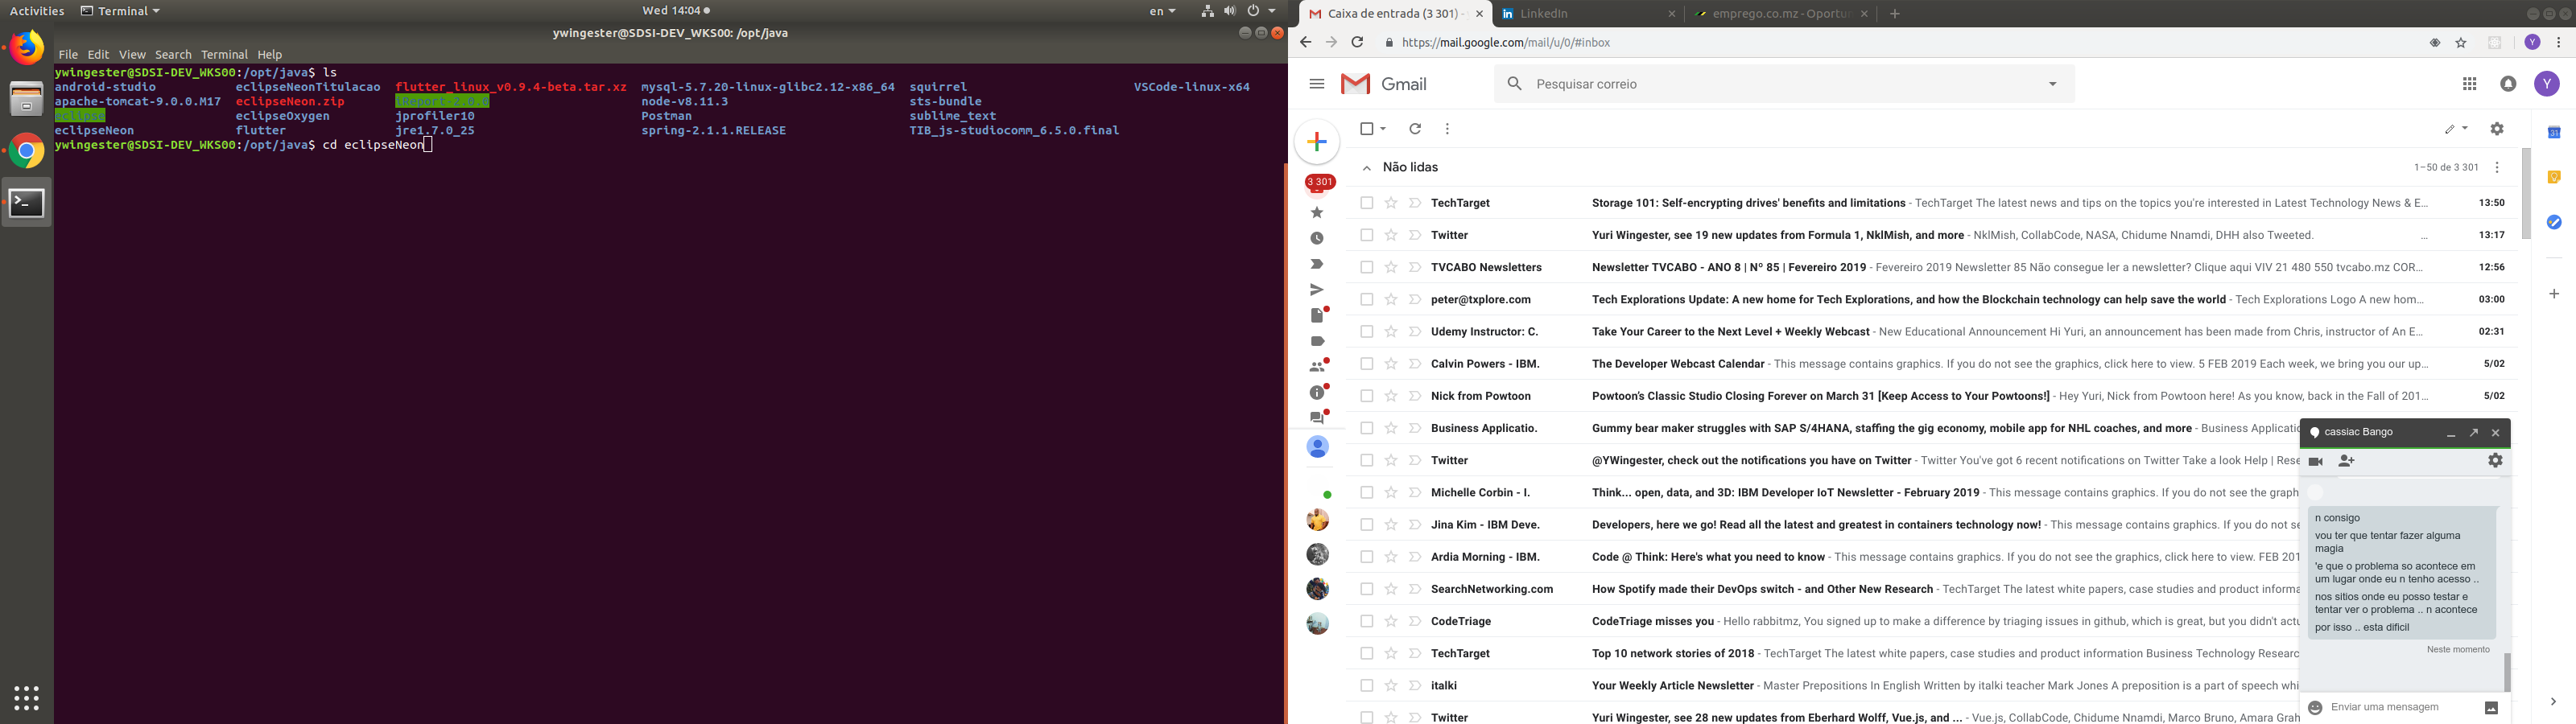 Activities Terminal Wed 14:04 en
ywingester@SDSI-DEV_WKS00: /opt/java
File Edit View Search Terminal Help
ywingester@SDSI-DEV_WKS00:/opt/java$ ls
android-studio eclipseNeonTitulacao flutter_linux_v0.9.4-beta.tar.xz mysql-5.7.20-linux-glibc2.12-x86_64 squirrel VSCode-linux-x64
apache-tomcat-9.0.0.M17 eclipseNeon.zip iReport-2.0.0 node-v8.11.3 sts-bundle
eclipse eclipseOxygen jprofiler10 Postman sublime_text
eclipseNeon flutter jre1.7.0_25 spring-2.1.1.RELEASE TIB_js-studiocomm_6.5.0.final
ywingester@SDSI-DEV_WKS00:/opt/java$ cd eclipseNeon
Caixa de entrada (3 301) - LinkedIn emprego.co.mz - Oportun
https://mail.google.com/mail/u/0/#inbox Y
Gmail Pesquisar correio Y
Não lidas 1–50 de 3 301
3 301
TechTarget Storage 101: Self-encrypting drives' benefits and limitations - TechTarget The latest news and tips on the topics you're interested in Latest Technology News & E... 13:50
Twitter Yuri Wingester, see 19 new updates from Formula 1, NklMish, and more - NklMish, CollabCode, NASA, Chidume Nnamdi, DHH also Tweeted. ... 13:17
TVCABO Newsletters Newsletter TVCABO - ANO 8 | Nº 85 | Fevereiro 2019 - Fevereiro 2019 Newsletter 85 Não consegue ler a newsletter? Clique aqui VIV 21 480 550 tvcabo.mz COR... 12:56
peter@txplore.com Tech Explorations Update: A new home for Tech Explorations, and how the Blockchain technology can help save the world - Tech Explorations Logo A new hom... 03:00
Udemy Instructor: C. Take Your Career to the Next Level + Weekly Webcast - New Educational Announcement Hi Yuri, an announcement has been made from Chris, instructor of An E... 02:31
Calvin Powers - IBM. The Developer Webcast Calendar - This message contains graphics. If you do not see the graphics, click here to view. 5 FEB 2019 Each week, we bring you our up... 5/02
Nick from Powtoon Powtoon’s Classic Studio Closing Forever on March 31 [Keep Access to Your Powtoons!] - Hey Yuri, Nick from Powtoon here! As you know, back in the Fall of 201... 5/02
Business Applicatio. Gummy bear maker struggles with SAP S/4HANA, staffing the gig economy, mobile app for NHL coaches, and more - Business Applicatio
Twitter @YWingester, check out the notifications you have on Twitter - Twitter You've got 6 recent notifications on Twitter Take a look Help | Rese
Michelle Corbin - I. Think... open, data, and 3D: IBM Developer IoT Newsletter - February 2019 - This message contains graphics. If you do not see the graph
Jina Kim - IBM Deve. Developers, here we go! Read all the latest and greatest in containers technology now! - This message contains graphics. If you do not se
Ardia Morning - IBM. Code @ Think: Here's what you need to know - This message contains graphics. If you do not see the graphics, click here to view. FEB 201
SearchNetworking.com How Spotify made their DevOps switch - and Other New Research - TechTarget The latest white papers, case studies and product informa
CodeTriage CodeTriage misses you - Hello rabbitmz, You signed up to make a difference by triaging issues in github, which is great, but you didn't actu
TechTarget Top 10 network stories of 2018 - TechTarget The latest white papers, case studies and product information Business Technology Researc
italki Your Weekly Article Newsletter - Master Prepositions In English Written by italki teacher Mark Jones A preposition is a part of speech whi
Twitter Yuri Wingester, see 28 new updates from Eberhard Wolff, Vue.js, and ... - Vue.js, CollabCode, Chidume Nnamdi, Marco Bruno, Amara Grah
cassiac Bango
n consigo
vou ter que tentar fazer alguma
magia
'e que o problema so acontece em
um lugar onde eu n tenho acesso ..
nos sitios onde eu posso testar e
tentar ver o problema .. n acontece
por isso .. esta dificil
Neste momento
Enviar uma mensagem
31